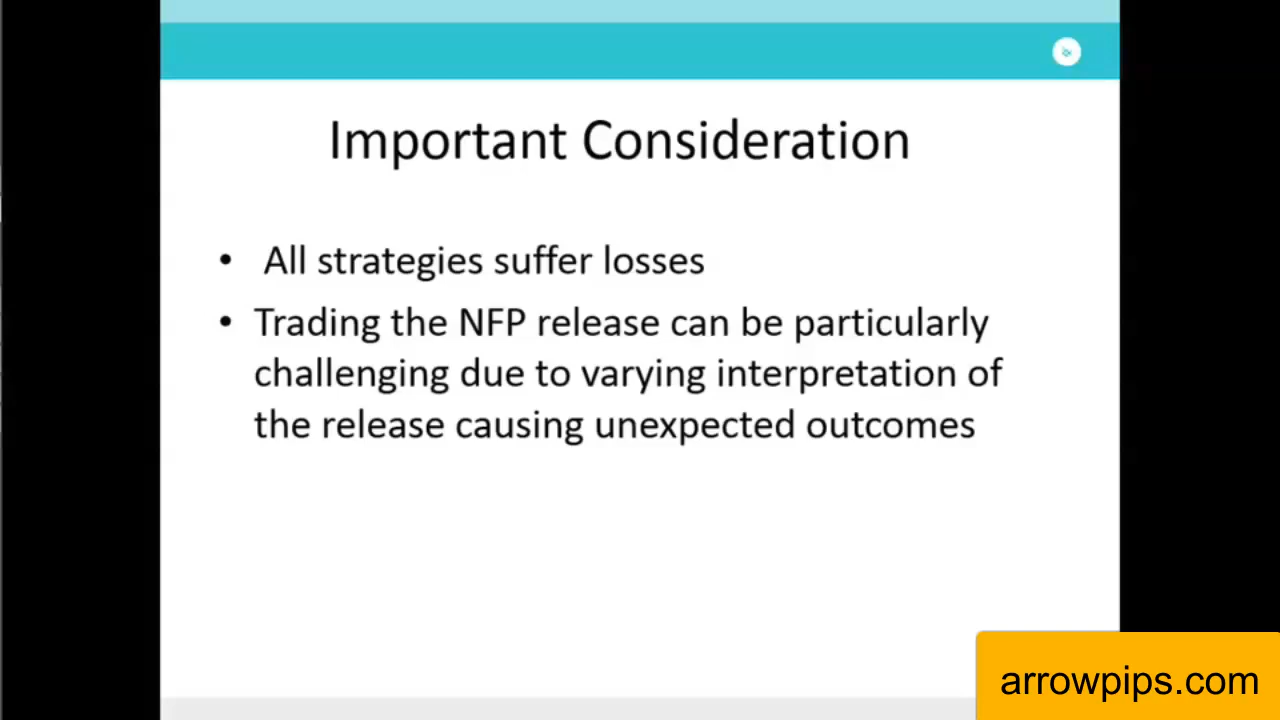 Important Consideration
• All strategies suffer losses
• Trading the NFP release can be particularly
challenging due to varying interpretation of
the release causing unexpected outcomes
arrowpips.com